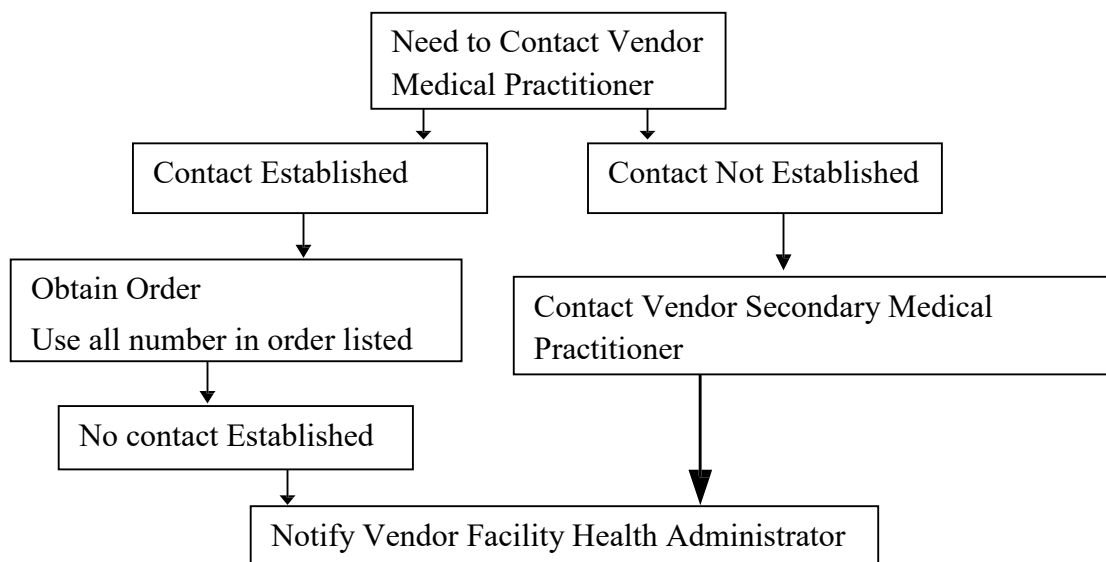 Need to Contact Vendor
Medical Practitioner
Contact Established
Contact Not Established
Obtain Order
Use all number in order listed
Contact Vendor Secondary Medical
Practitioner
No contact Established
Notify Vendor Facility Health Administrator